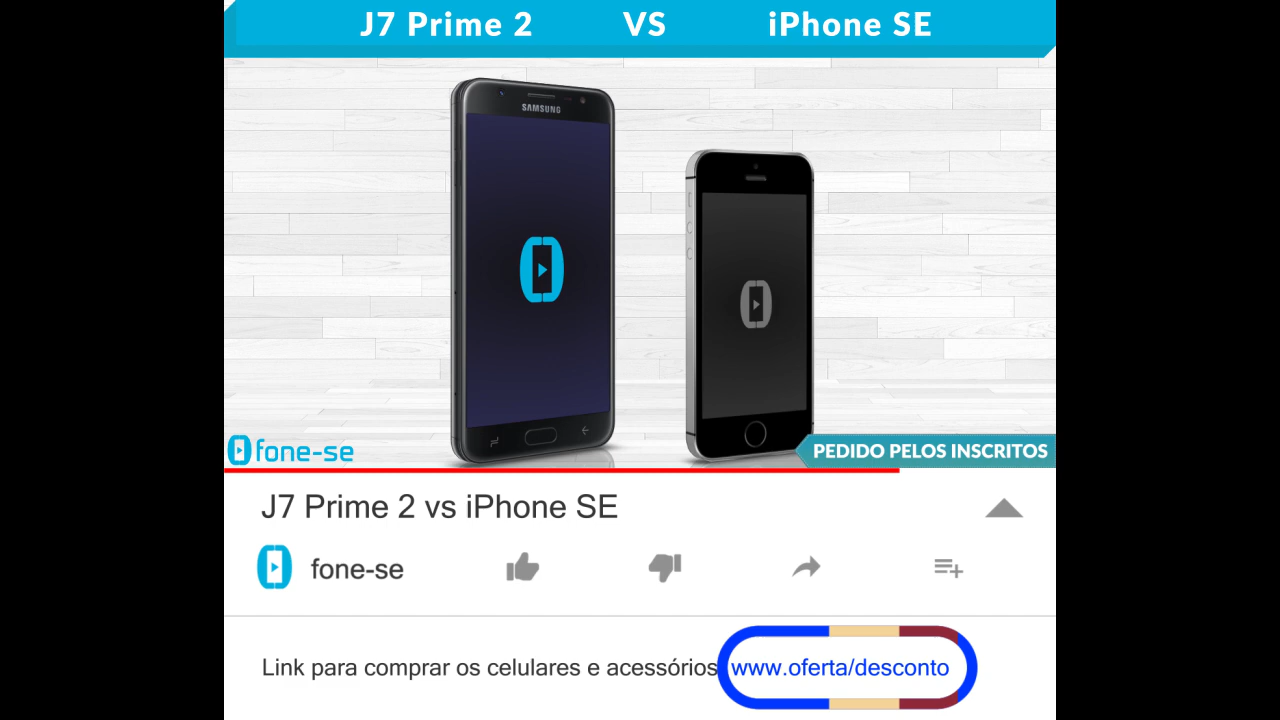 J7 Prime 2 VS iPhone SE
SAMSUNG
fone-se
PEDIDO PELOS INSCRITOS
J7 Prime 2 vs iPhone SE
fone-se
Link para comprar os celulares e acessórios www.oferta/desconto